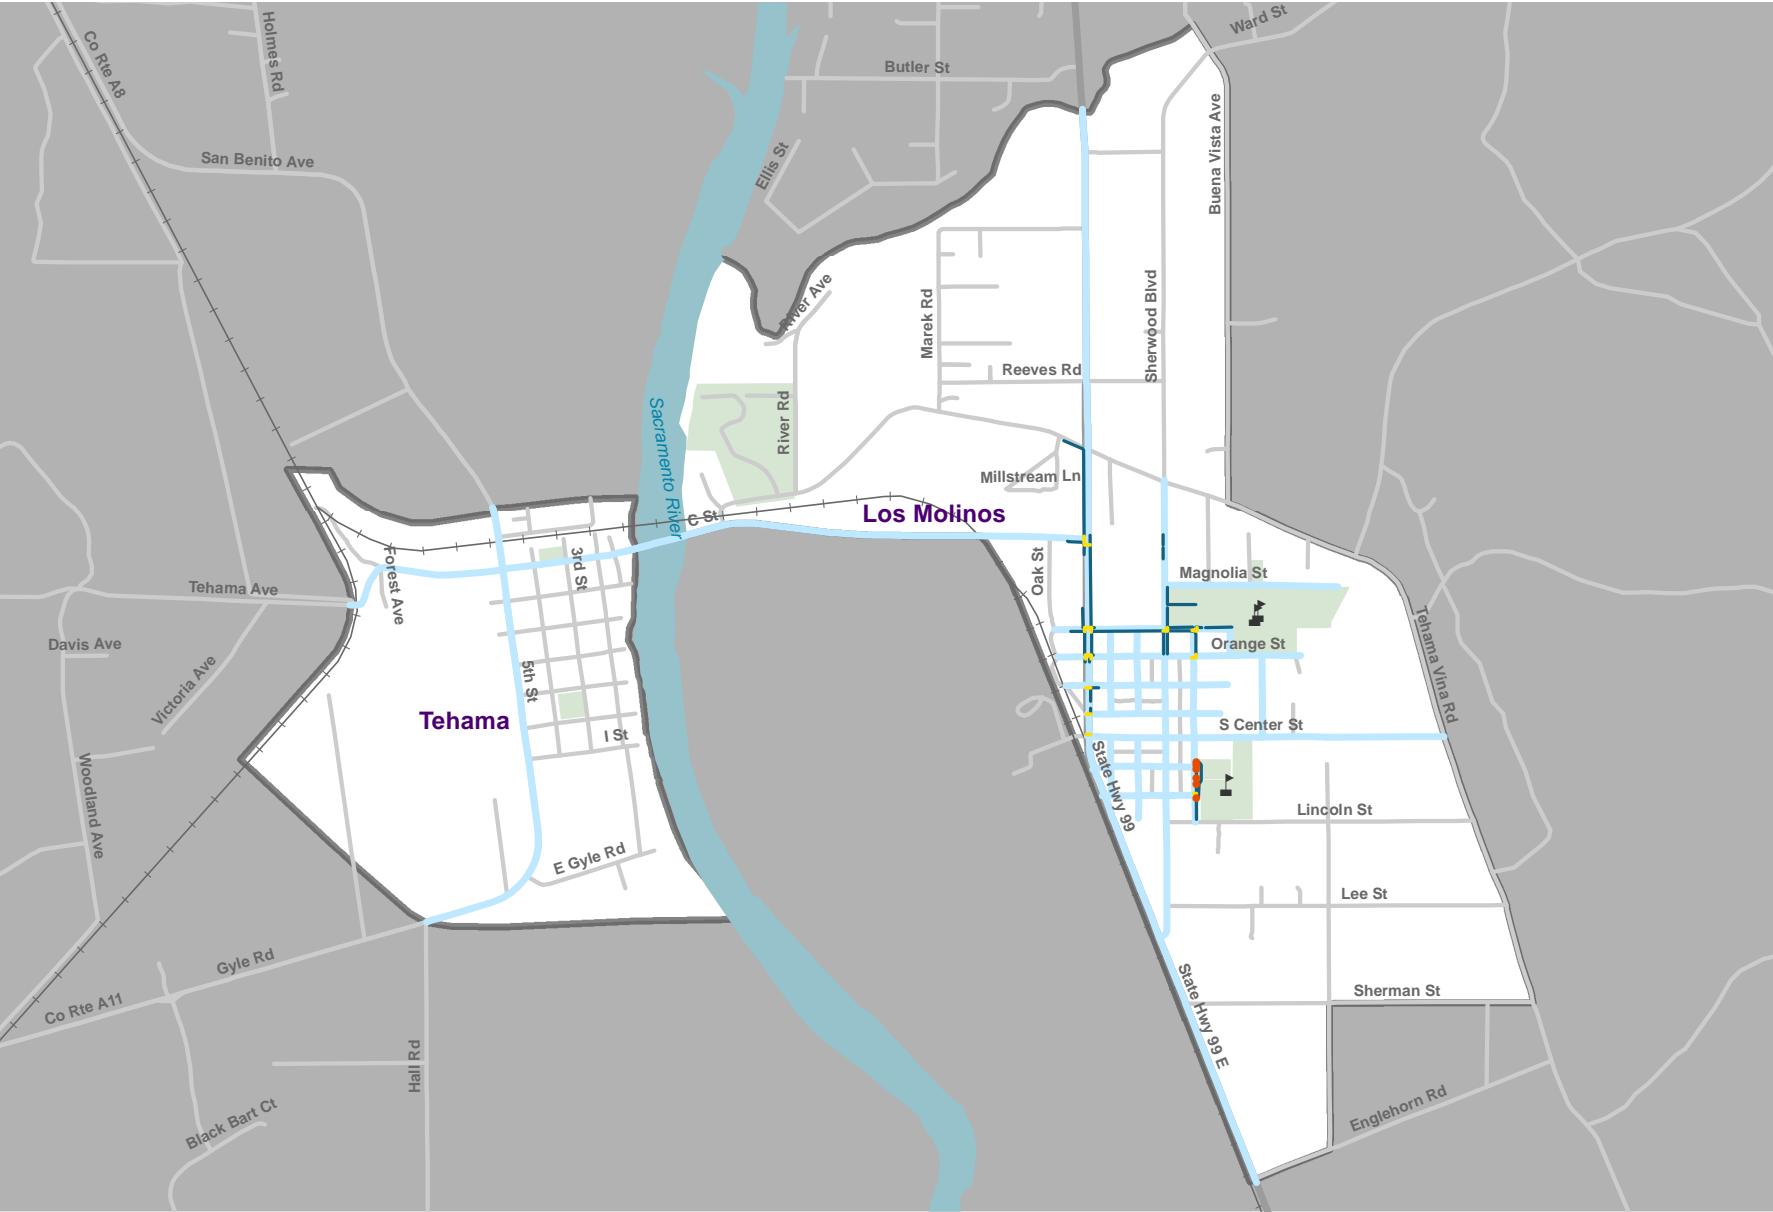 Ward St
Holmes Rd
Co Rte A8
Butler St
Buena Vista Ave
San Benito Ave
Ellis St
River Ave
Marek Rd
Sherwood Blvd
Reeves Rd
River Rd
Sacramento River
Millstream Ln
C St
Los Molinos
Forest Ave
3rd St
Oak St
Magnolia St
Tehama Ave
Davis Ave
Orange St
Tehama Vina Rd
Victoria Ave
5th St
Tehama
I St
S Center St
State Hwy 99
Woodland Ave
Lincoln St
E Gyle Rd
Lee St
Gyle Rd
Co Rte A11
Sherman St
State Hwy 99 E
Hall Rd
Black Bart Ct
Englehorn Rd